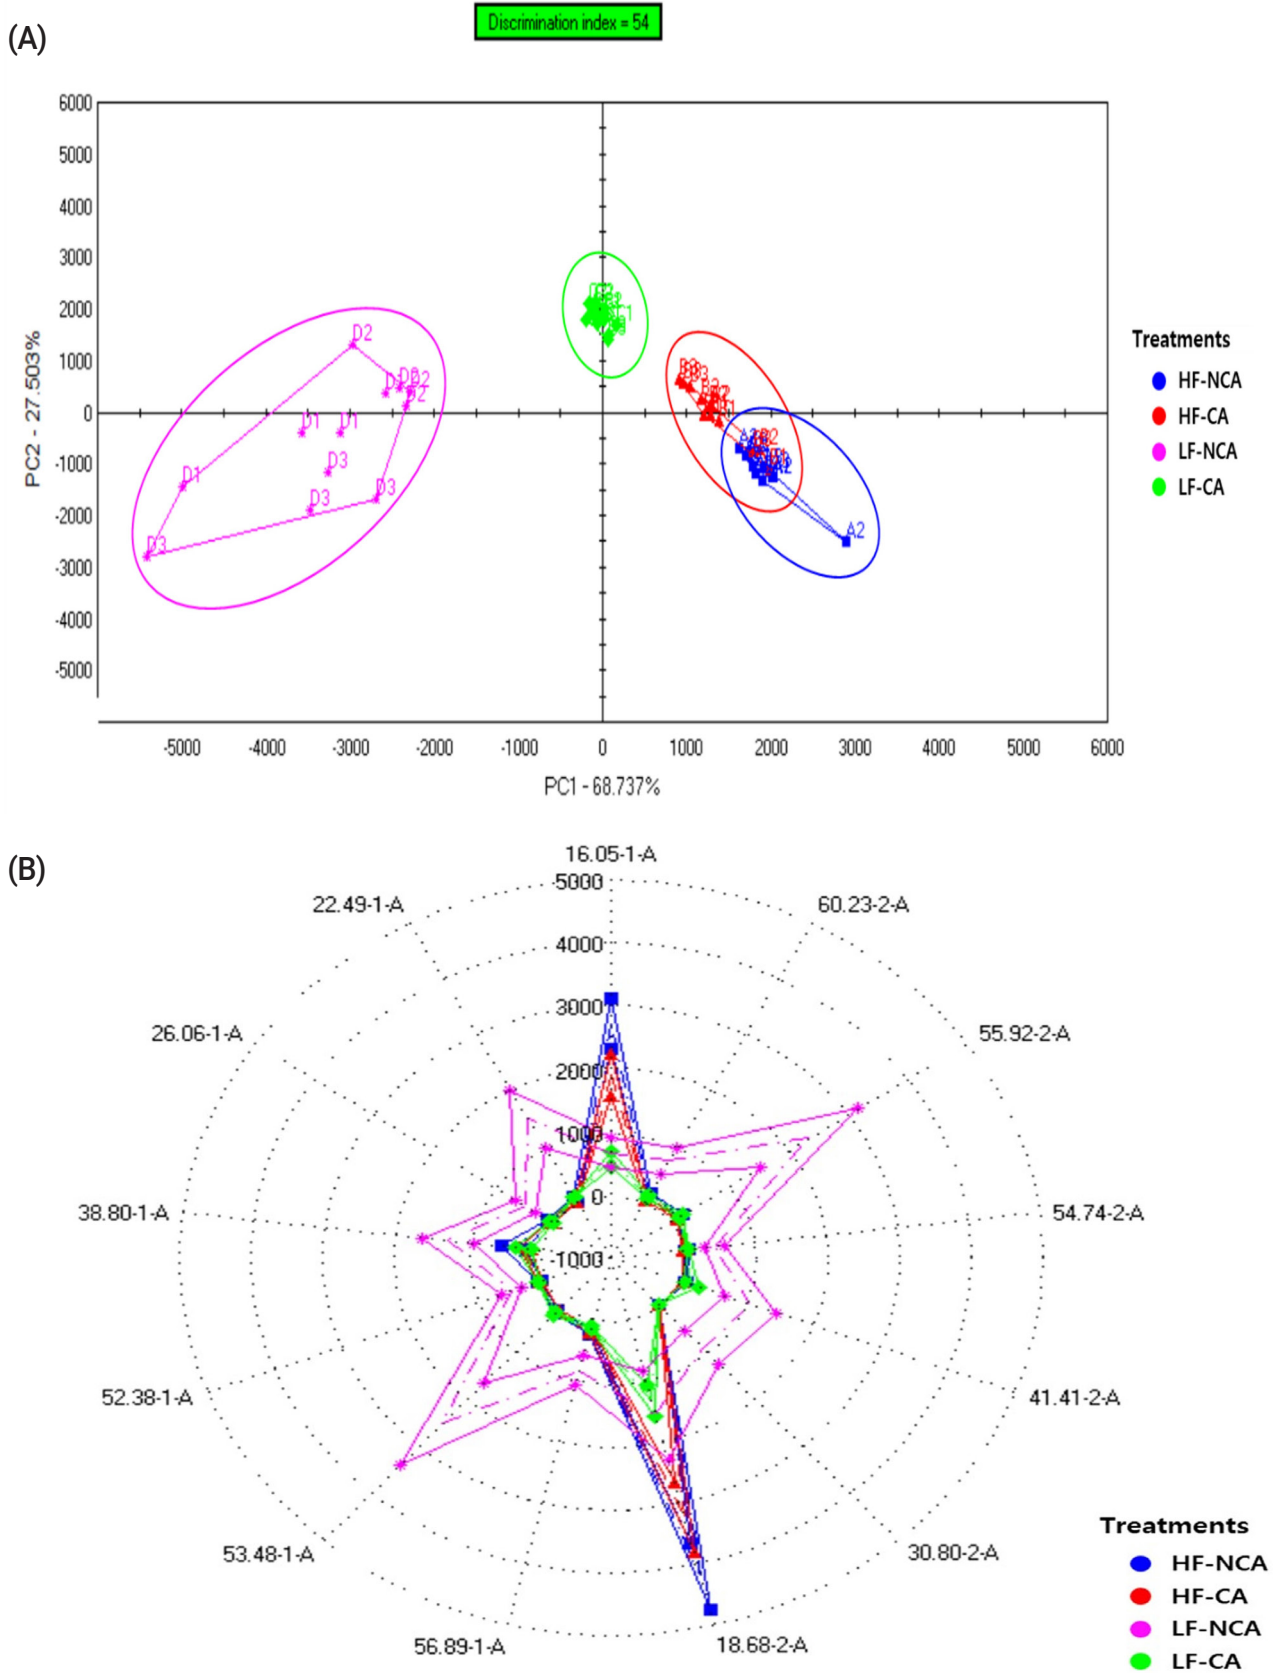 Discrimination index = 54
(A)
6000
5000
4000
3000
2000
1000
0
-1000
-2000
-3000
-4000
-5000
PC2 - 27.503%
D2
D2
D2
D1
D1
D1
D3
D3
D3
D3
A2
-5000
-4000
-3000
-2000
-1000
0
1000
2000
3000
4000
5000
6000
PC1 - 68.737%
Treatments
HF-NCA
HF-CA
LF-NCA
LF-CA
(B)
16.05-1-A
60.23-2-A
55.92-2-A
54.74-2-A
41.41-2-A
30.80-2-A
18.68-2-A
56.89-1-A
53.48-1-A
52.38-1-A
38.80-1-A
26.06-1-A
22.49-1-A
5000
4000
3000
2000
1000
0
-1000
Treatments
HF-NCA
HF-CA
LF-NCA
LF-CA